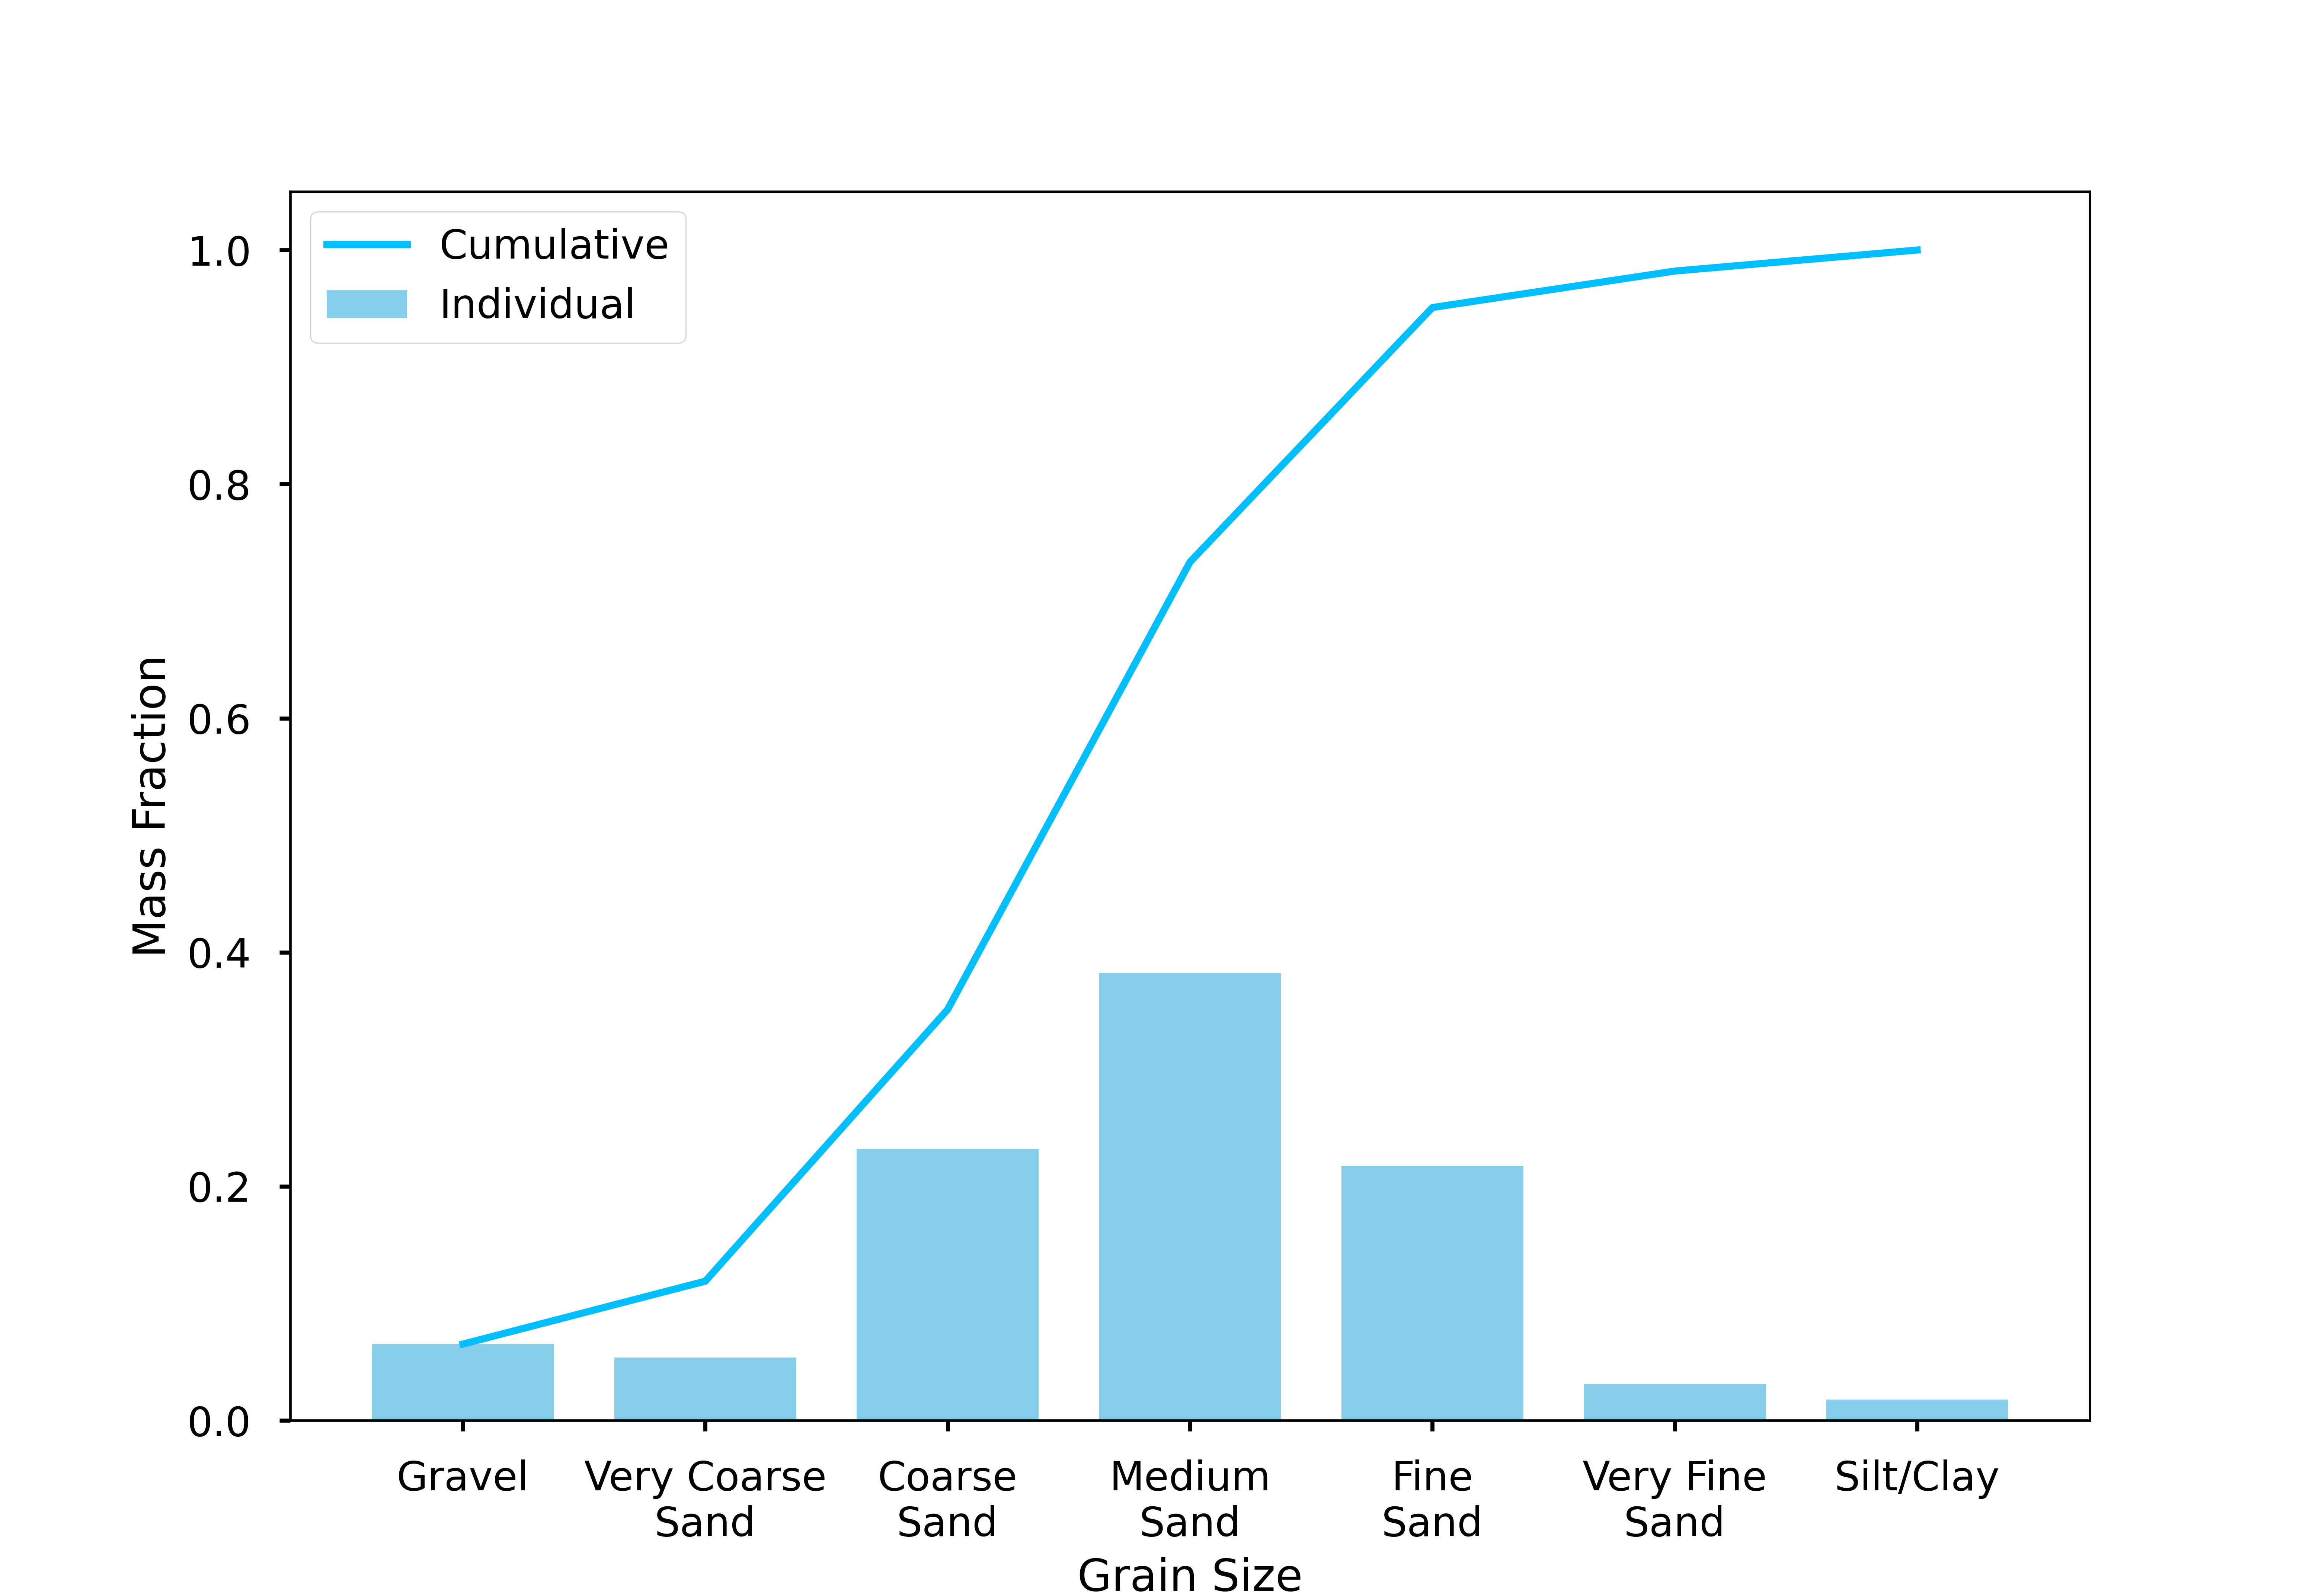 Cumulative
Individual
1.0
0.8
0.6
0.4
0.2
0.0
Mass Fraction
Gravel
Very Coarse
Sand
Coarse
Sand
Medium
Sand
Fine
Sand
Very Fine
Sand
Silt/Clay
Grain Size